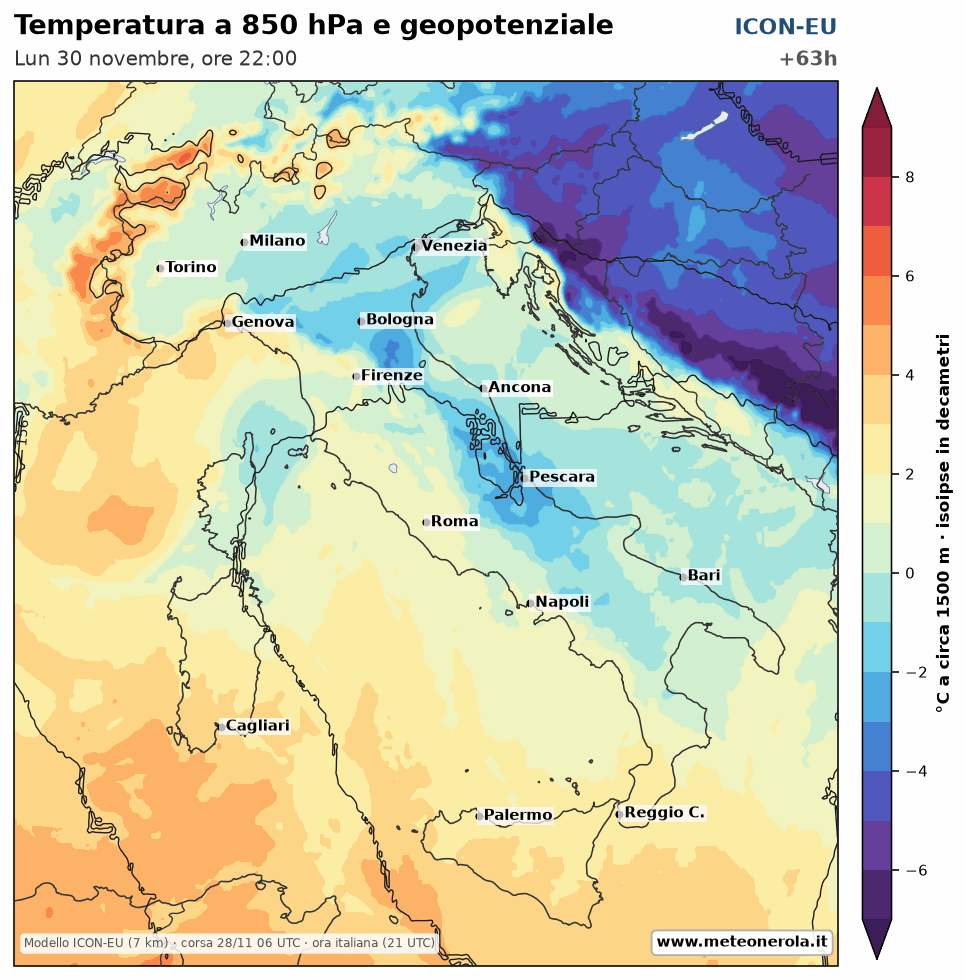 Temperatura a 850 hPa e geopotenziale
ICON-EU
Lun 30 novembre, ore 22:00
+63h
Milano
Venezia
Torino
Genova
Bologna
Firenze
Ancona
Pescara
Roma
Bari
Napoli
Cagliari
Palermo
Reggio C.
8
6
4
2
0
−2
−4
−6
°C a circa 1500 m · isoipse in decametri
Modello ICON-EU (7 km) · corsa 28/11 06 UTC · ora italiana (21 UTC)
www.meteonerola.it